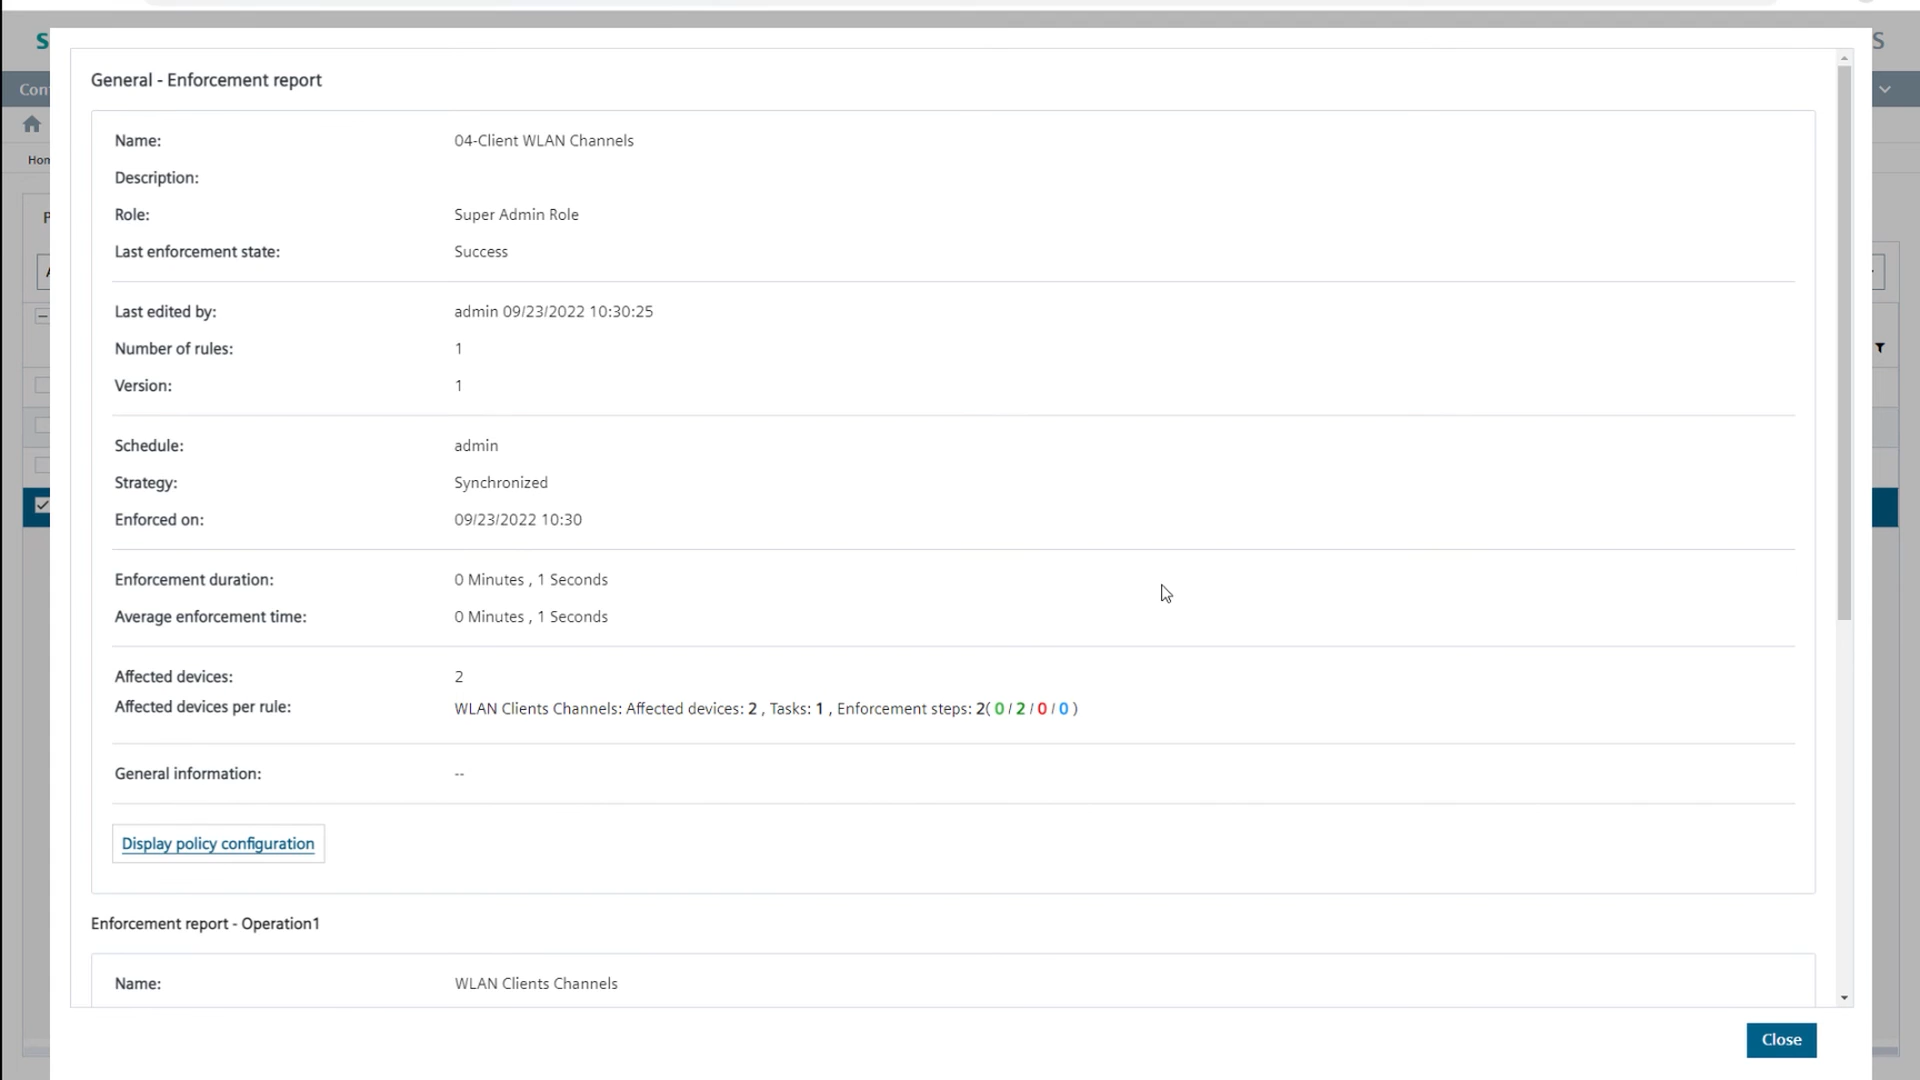 S
S
Con
Hon
General - Enforcement report
Name: 04-Client WLAN Channels
Description:
Role: Super Admin Role
Last enforcement state: Success
Last edited by: admin 09/23/2022 10:30:25
Number of rules: 1
Version: 1
Schedule: admin
Strategy: Synchronized
Enforced on: 09/23/2022 10:30
Enforcement duration: 0 Minutes , 1 Seconds
Average enforcement time: 0 Minutes , 1 Seconds
Affected devices: 2
Affected devices per rule: WLAN Clients Channels: Affected devices: 2 , Tasks: 1 , Enforcement steps: 2( 0 / 2 / 0 / 0 )
General information: --
Display policy configuration
Enforcement report - Operation1
Name: WLAN Clients Channels
Close